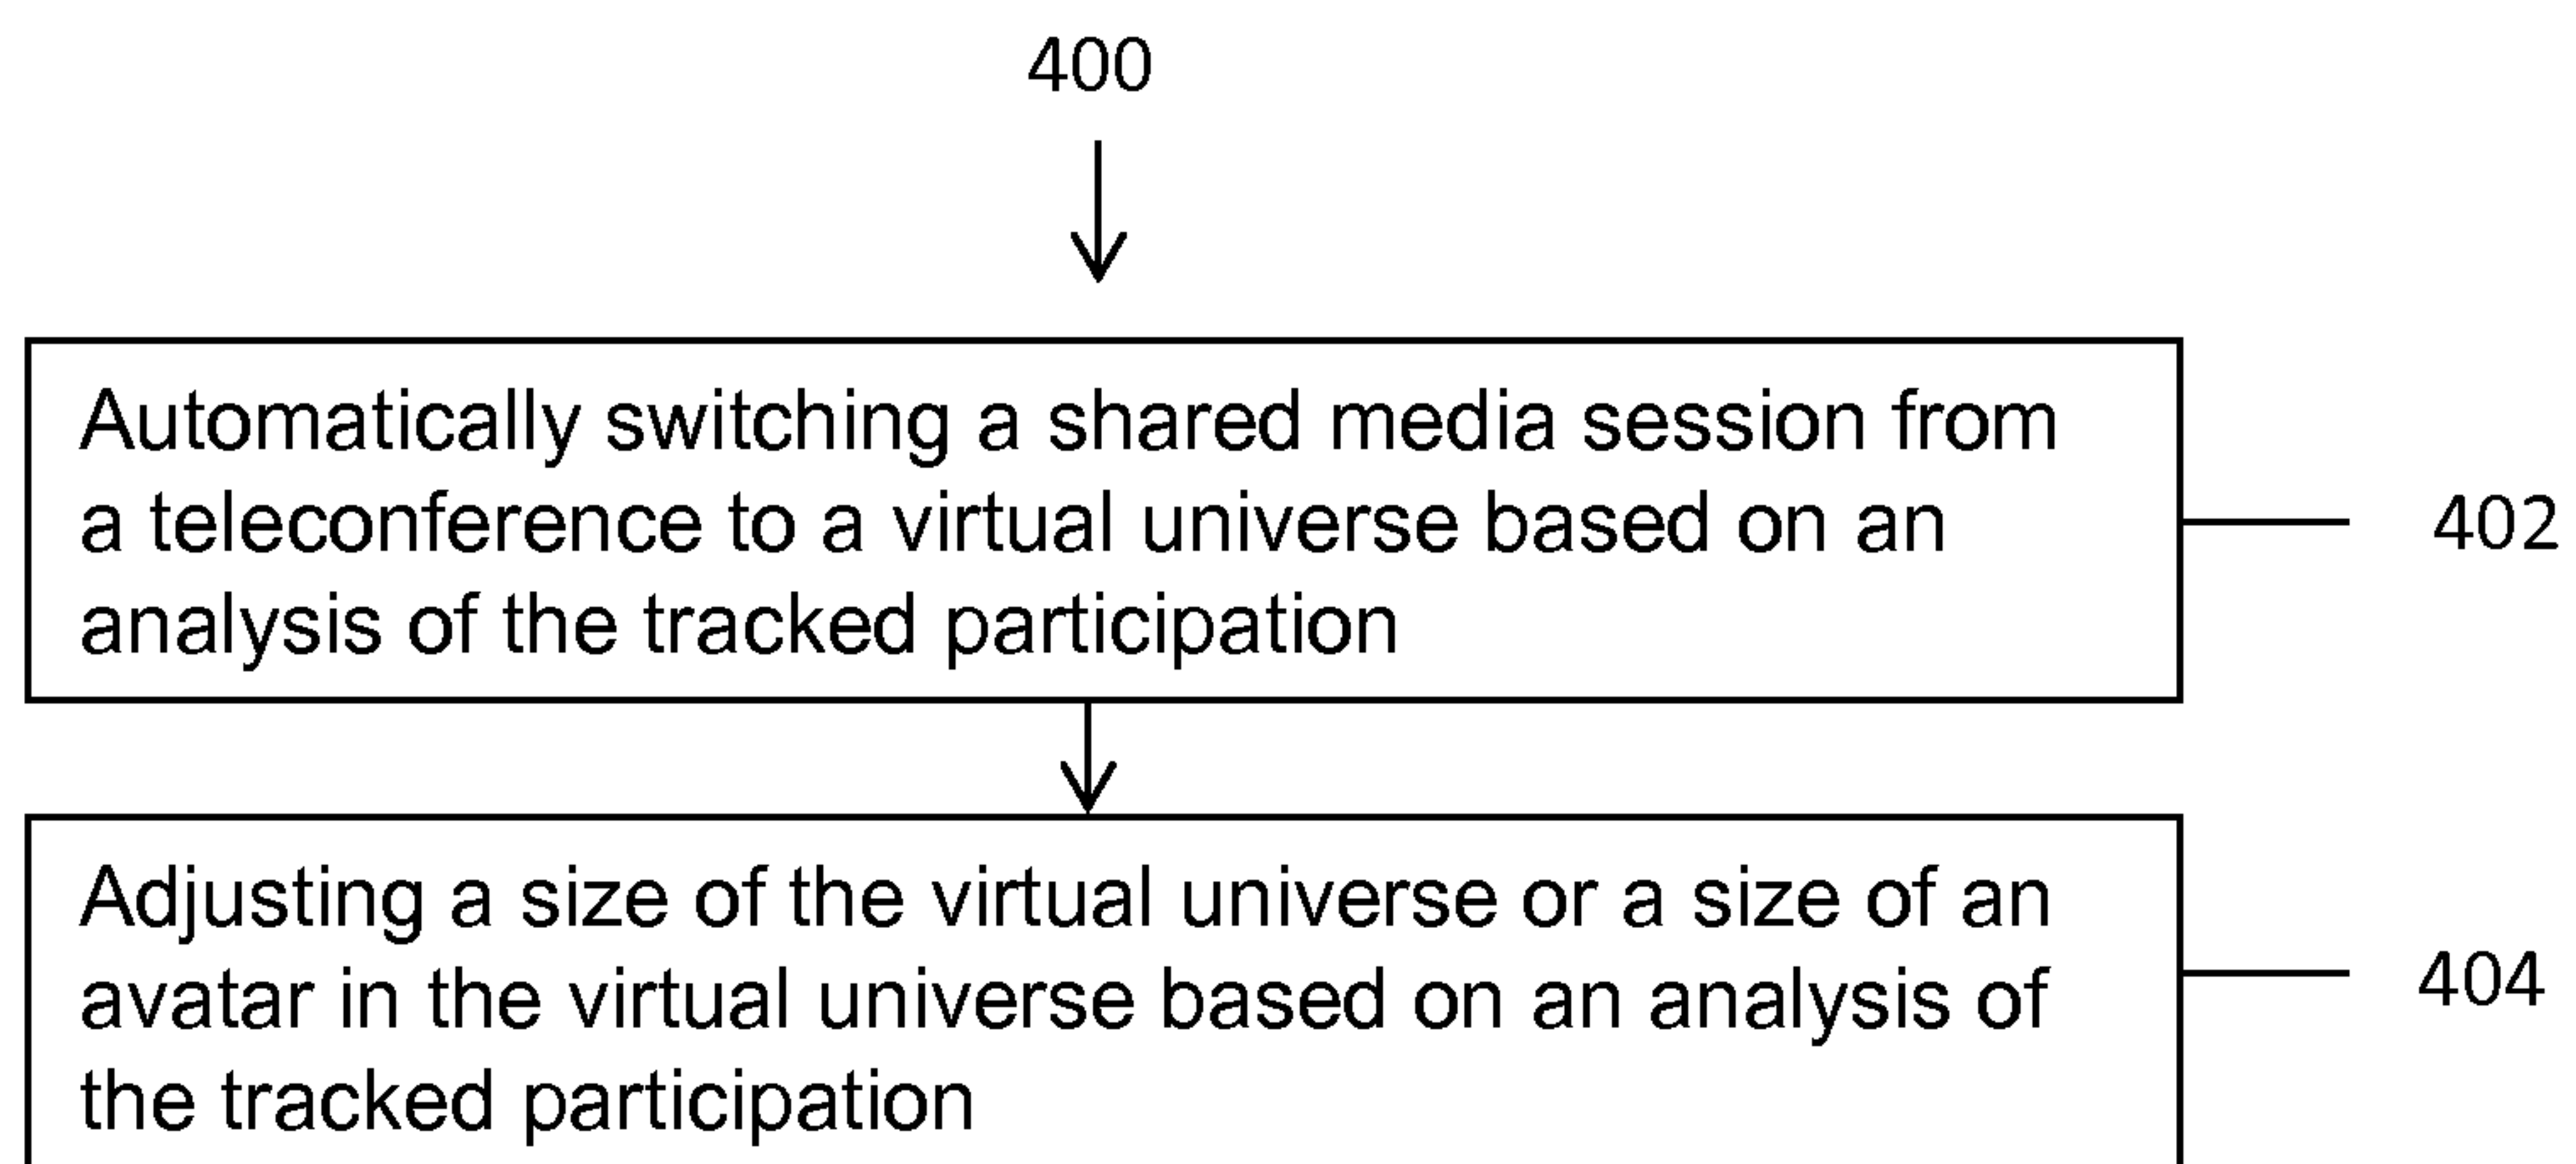 400
Automatically switching a shared media session from
a teleconference to a virtual universe based on an
analysis of the tracked participation
402
Adjusting a size of the virtual universe or a size of an
avatar in the virtual universe based on an analysis of
the tracked participation
404